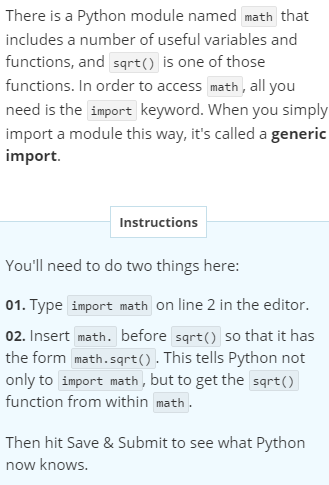 There is a Python module named math that
includes a number of useful variables and
functions, and sqrt() is one of those
functions. In order to access math, all you
need is the import keyword. When you simply
import a module this way, it's called a generic
import.
Instructions
You'll need to do two things here:
01. Type import math on line 2 in the editor.
02. Insert math. before sqrt() so that it has
the form math.sqrt(). This tells Python not
only to import math, but to get the sqrt()
function from within math.
Then hit Save & Submit to see what Python
now knows.